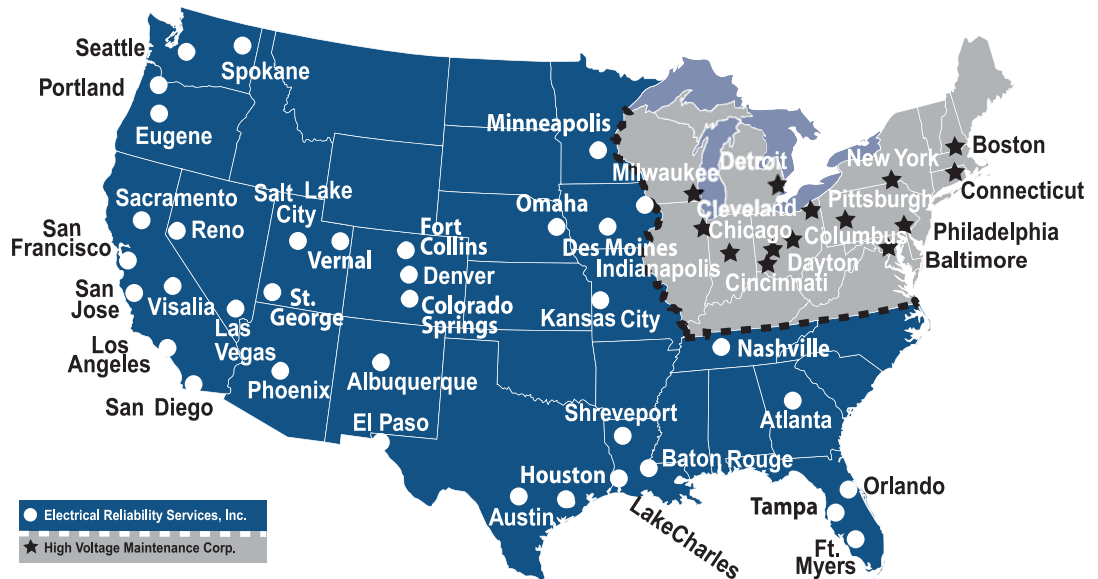 Seattle
Spokane
Portland
Eugene
Minneapolis
Milwaukee
Detroit
New York
Boston
Connecticut
Sacramento
Salt Lake
City
San
Francisco
Reno
Vernal
Fort
Collins
Denver
Colorado
Springs
Omaha
Des Moines
Cleveland
Chicago
Pittsburgh
Columbus
Philadelphia
Baltimore
Indianapolis
Dayton
Cincinnati
San
Jose
Visalia
Las
Vegas
St.
George
Kansas City
Los
Angeles
Phoenix
Albuquerque
Nashville
San Diego
El Paso
Shreveport
Atlanta
Houston
Baton Rouge
Austin
LakeCharles
Orlando
Tampa
Ft.
Myers
Electrical Reliability Services, Inc.
High Voltage Maintenance Corp.